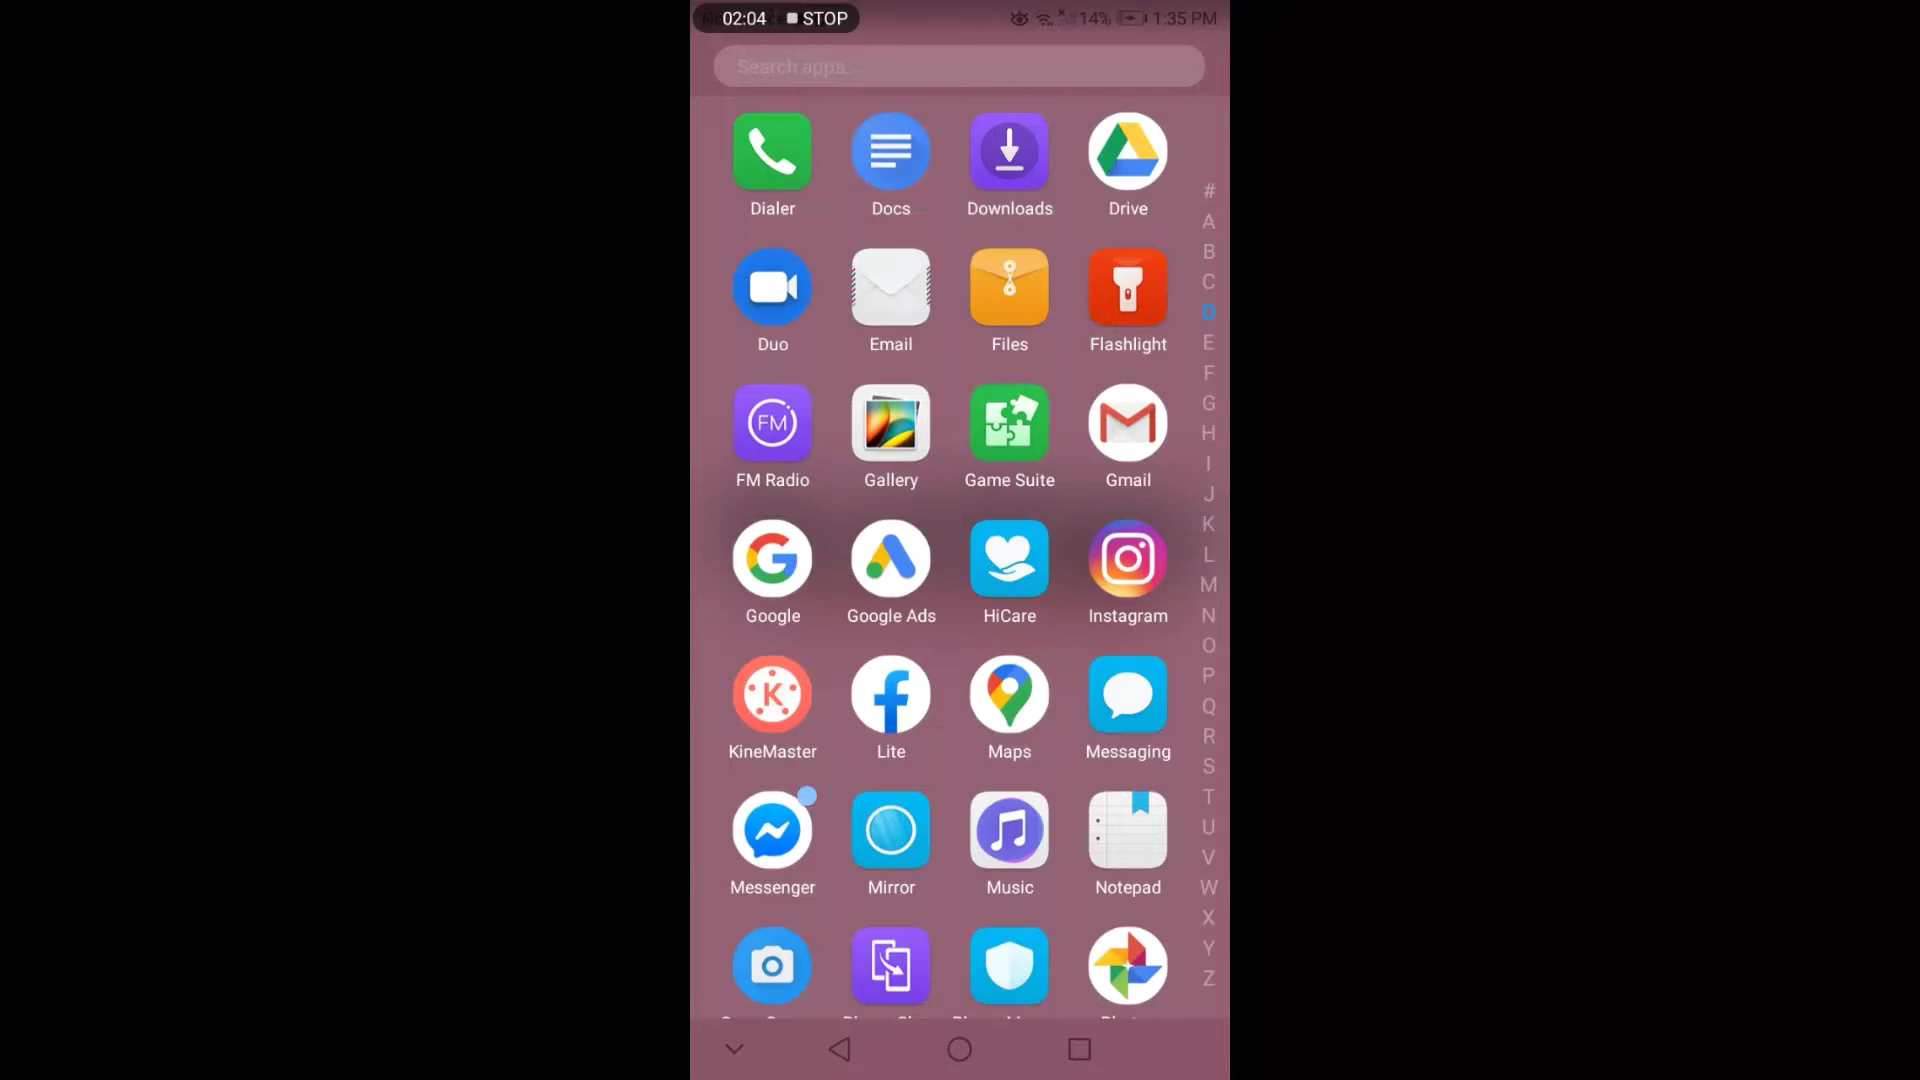 02:04 STOP 14% 1:35 PM
Search apps...
Dialer Docs Downloads Drive
#
A
B
Duo Email Files Flashlight
C
D
E
F
FM Radio Gallery Game Suite Gmail
FM
G
H
I
J
K
Google Google Ads HiCare Instagram
L
M
N
O
KineMaster Lite Maps Messaging
K
P
Q
R
S
Messenger Mirror Music Notepad
T
U
V
W
X
Y
Z